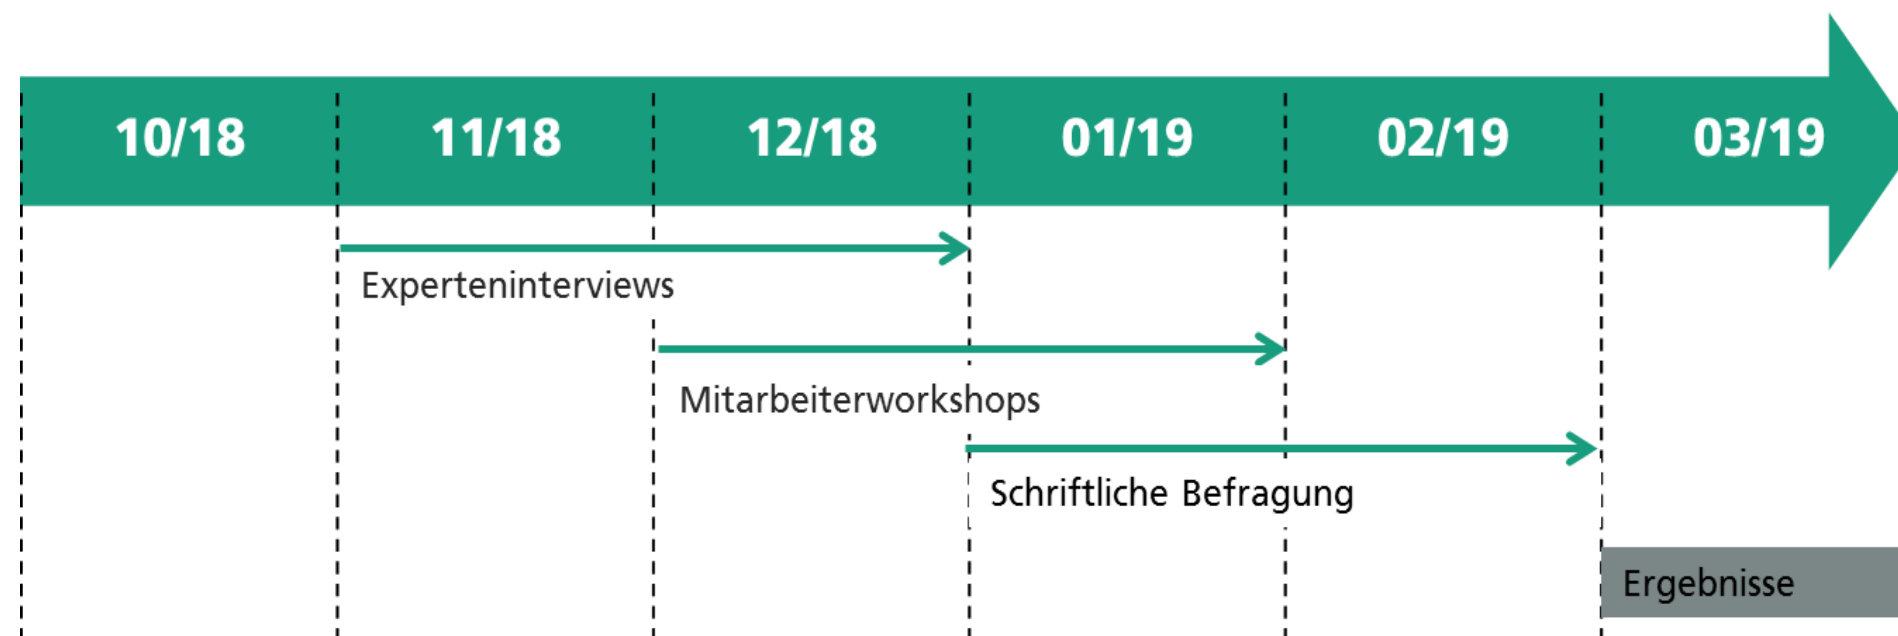 10/18 11/18 12/18 01/19 02/19 03/19
Experteninterviews
Mitarbeiterworkshops
Schriftliche Befragung
Ergebnisse